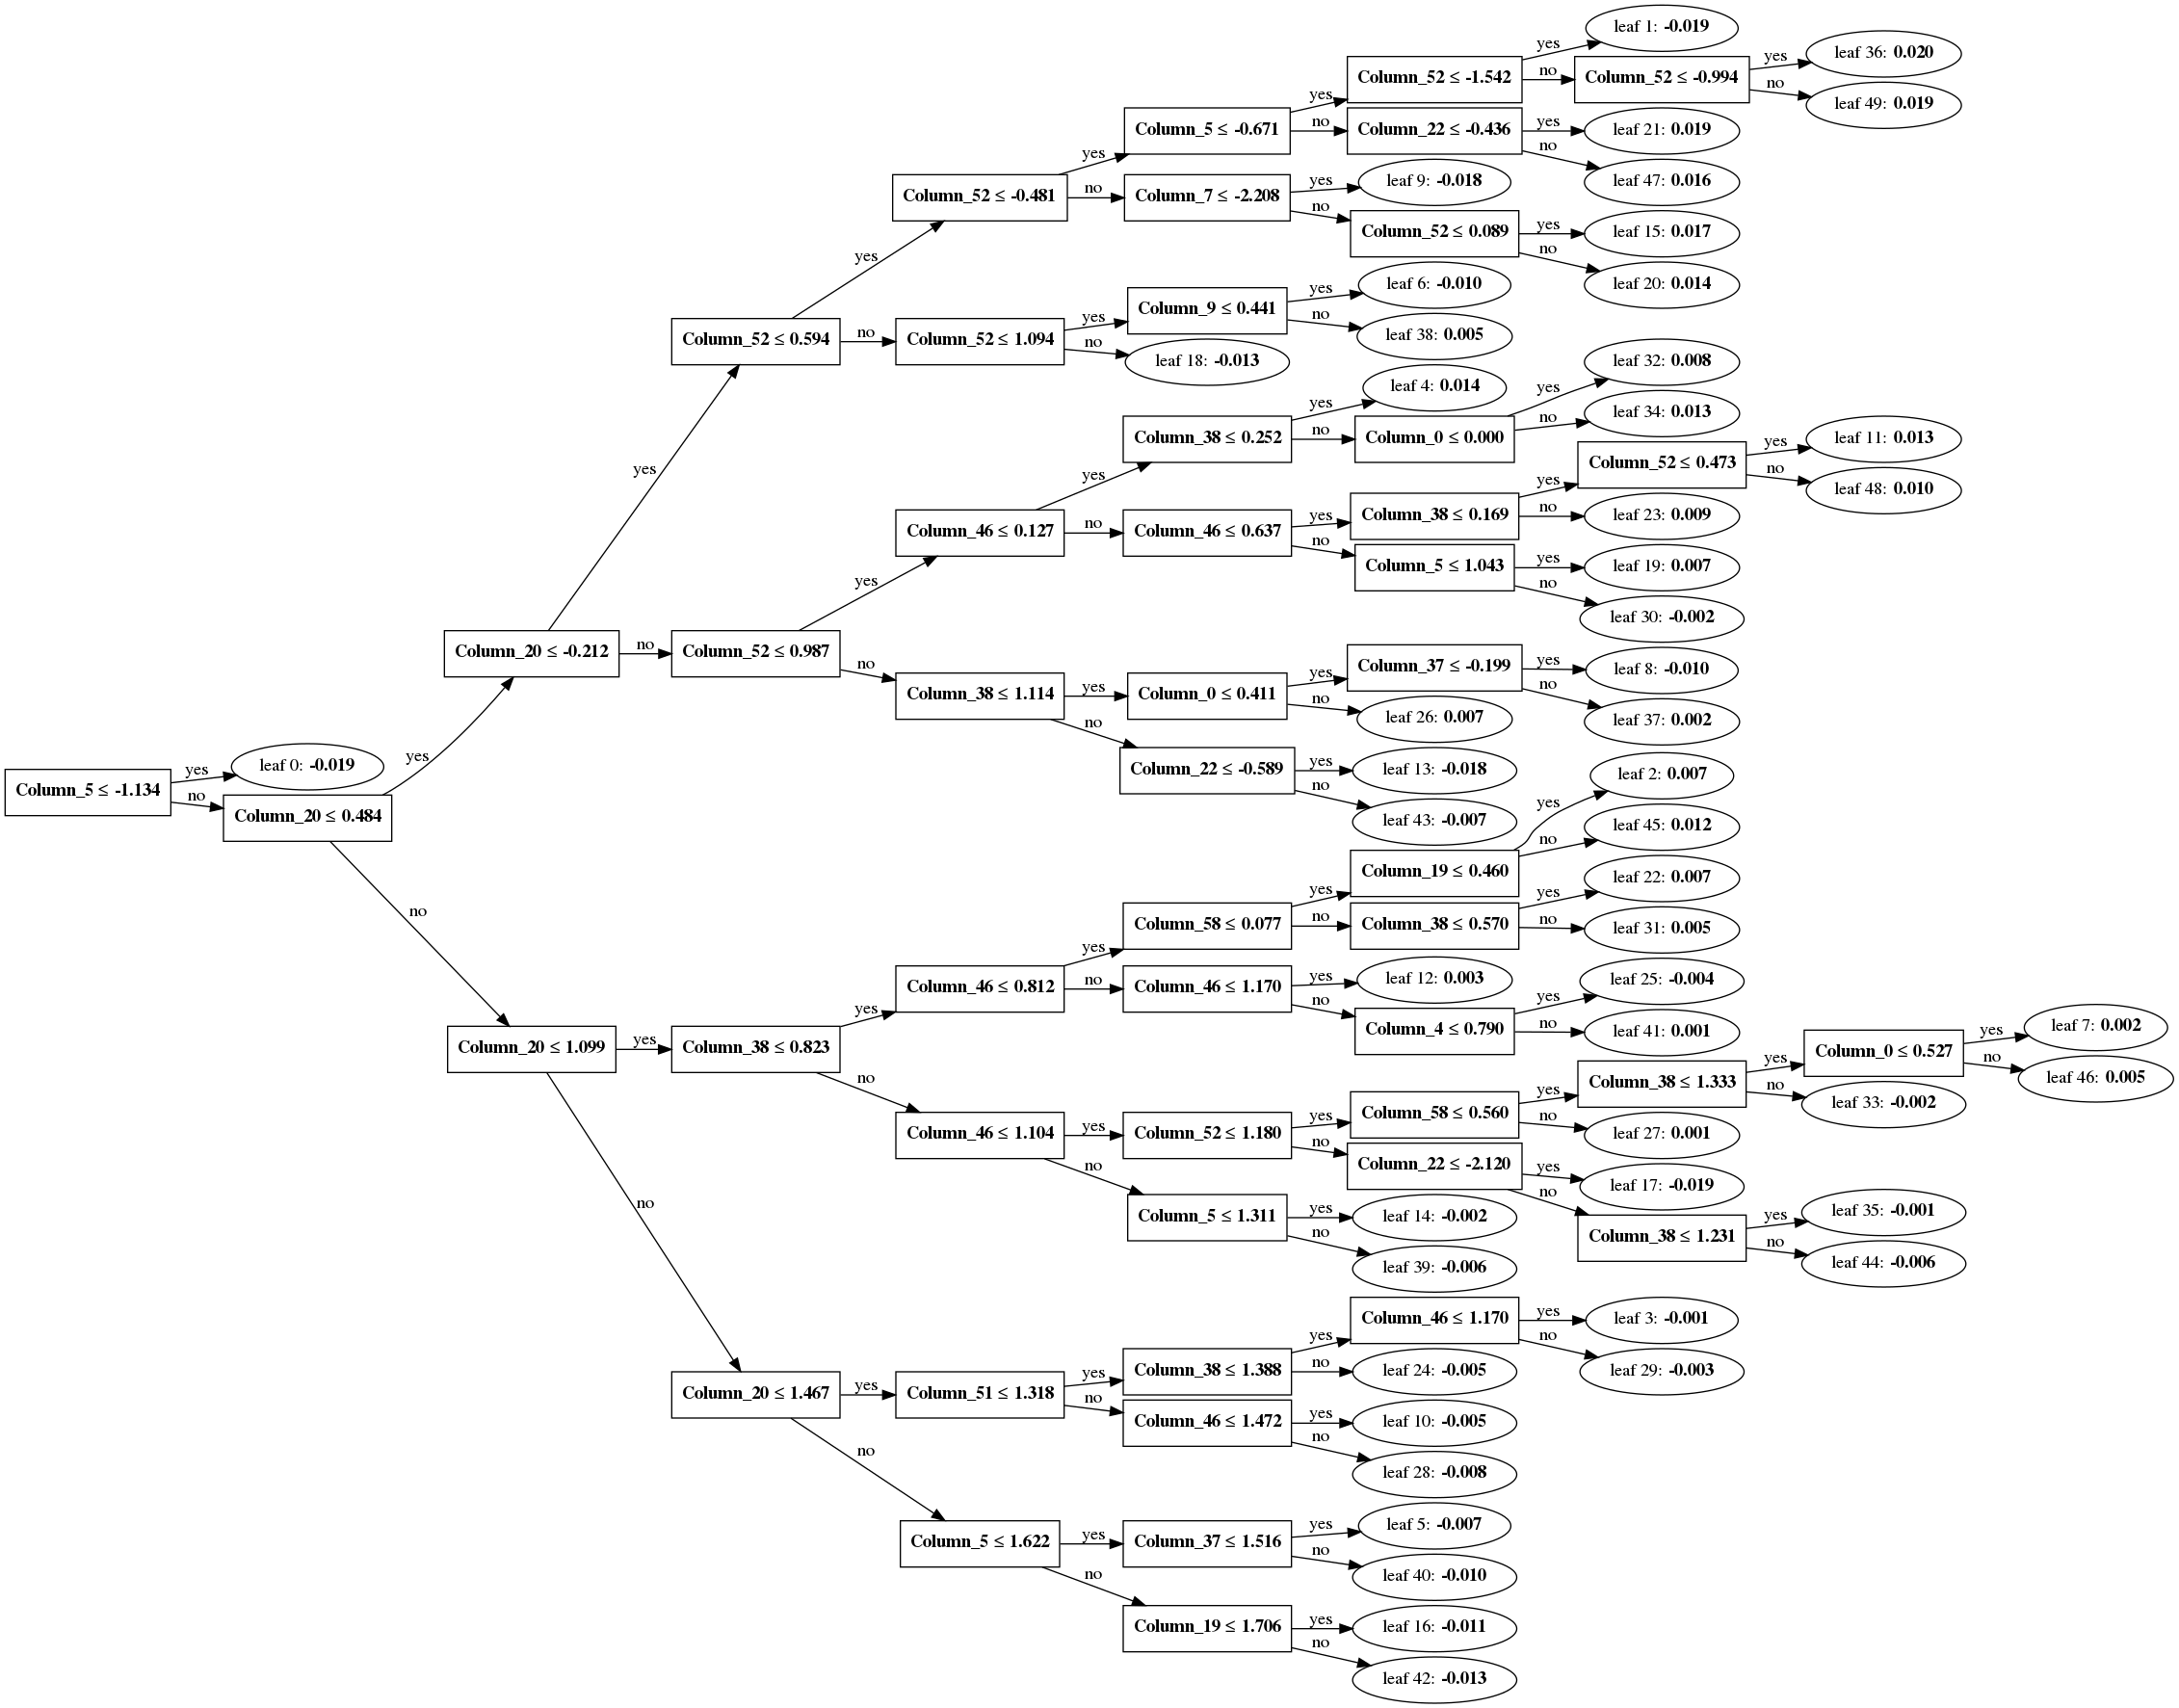 leaf 1: -0.019
yes
leaf 36: 0.020
yes
Column_52 ≤ -1.542
no
Column_52 ≤ -0.994
yes
no
leaf 49: 0.019
Column_5 ≤ -0.671
no
Column_22 ≤ -0.436
yes
leaf 21: 0.019
no
yes
leaf 47: 0.016
yes
leaf 9: -0.018
Column_52 ≤ -0.481
no
Column_7 ≤ -2.208
no
yes
leaf 15: 0.017
Column_52 ≤ 0.089
no
yes
leaf 20: 0.014
yes
leaf 6: -0.010
Column_9 ≤ 0.441
yes
no
leaf 38: 0.005
Column_52 ≤ 0.594
no
Column_52 ≤ 1.094
no
leaf 18: -0.013
leaf 32: 0.008
leaf 4: 0.014
yes
yes
leaf 34: 0.013
Column_38 ≤ 0.252
no
Column_0 ≤ 0.000
no
yes
leaf 11: 0.013
yes
Column_52 ≤ 0.473
no
leaf 48: 0.010
yes
yes
Column_38 ≤ 0.169
no
leaf 23: 0.009
Column_46 ≤ 0.127
no
Column_46 ≤ 0.637
no
yes
leaf 19: 0.007
Column_5 ≤ 1.043
no
yes
leaf 30: -0.002
Column_20 ≤ -0.212
no
Column_52 ≤ 0.987
no
Column_37 ≤ -0.199
yes
leaf 8: -0.010
yes
no
Column_38 ≤ 1.114
yes
Column_0 ≤ 0.411
no
leaf 26: 0.007
leaf 37: 0.002
no
Column_22 ≤ -0.589
yes
leaf 13: -0.018
no
leaf 43: -0.007
yes
leaf 0: -0.019
yes
Column_5 ≤ -1.134
no
Column_20 ≤ 0.484
leaf 2: 0.007
yes
leaf 45: 0.012
no
Column_19 ≤ 0.460
yes
leaf 22: 0.007
yes
no
Column_58 ≤ 0.077
no
Column_38 ≤ 0.570
no
leaf 31: 0.005
yes
Column_46 ≤ 0.812
no
Column_46 ≤ 1.170
yes
leaf 12: 0.003
leaf 25: -0.004
yes
no
Column_4 ≤ 0.790
no
leaf 41: 0.001
yes
Column_20 ≤ 1.099
yes
Column_38 ≤ 0.823
no
yes
leaf 7: 0.002
Column_0 ≤ 0.527
no
leaf 46: 0.005
yes
Column_38 ≤ 1.333
no
leaf 33: -0.002
yes
Column_58 ≤ 0.560
no
leaf 27: 0.001
yes
Column_46 ≤ 1.104
yes
Column_52 ≤ 1.180
no
Column_22 ≤ -2.120
yes
leaf 17: -0.019
no
no
Column_38 ≤ 1.231
yes
leaf 35: -0.001
no
leaf 44: -0.006
Column_5 ≤ 1.311
yes
leaf 14: -0.002
no
leaf 39: -0.006
no
Column_46 ≤ 1.170
yes
leaf 3: -0.001
no
leaf 29: -0.003
yes
Column_20 ≤ 1.467
yes
Column_51 ≤ 1.318
yes
Column_38 ≤ 1.388
no
leaf 24: -0.005
no
Column_46 ≤ 1.472
yes
leaf 10: -0.005
no
leaf 28: -0.008
no
Column_5 ≤ 1.622
yes
Column_37 ≤ 1.516
yes
leaf 5: -0.007
no
leaf 40: -0.010
no
Column_19 ≤ 1.706
yes
leaf 16: -0.011
no
leaf 42: -0.013